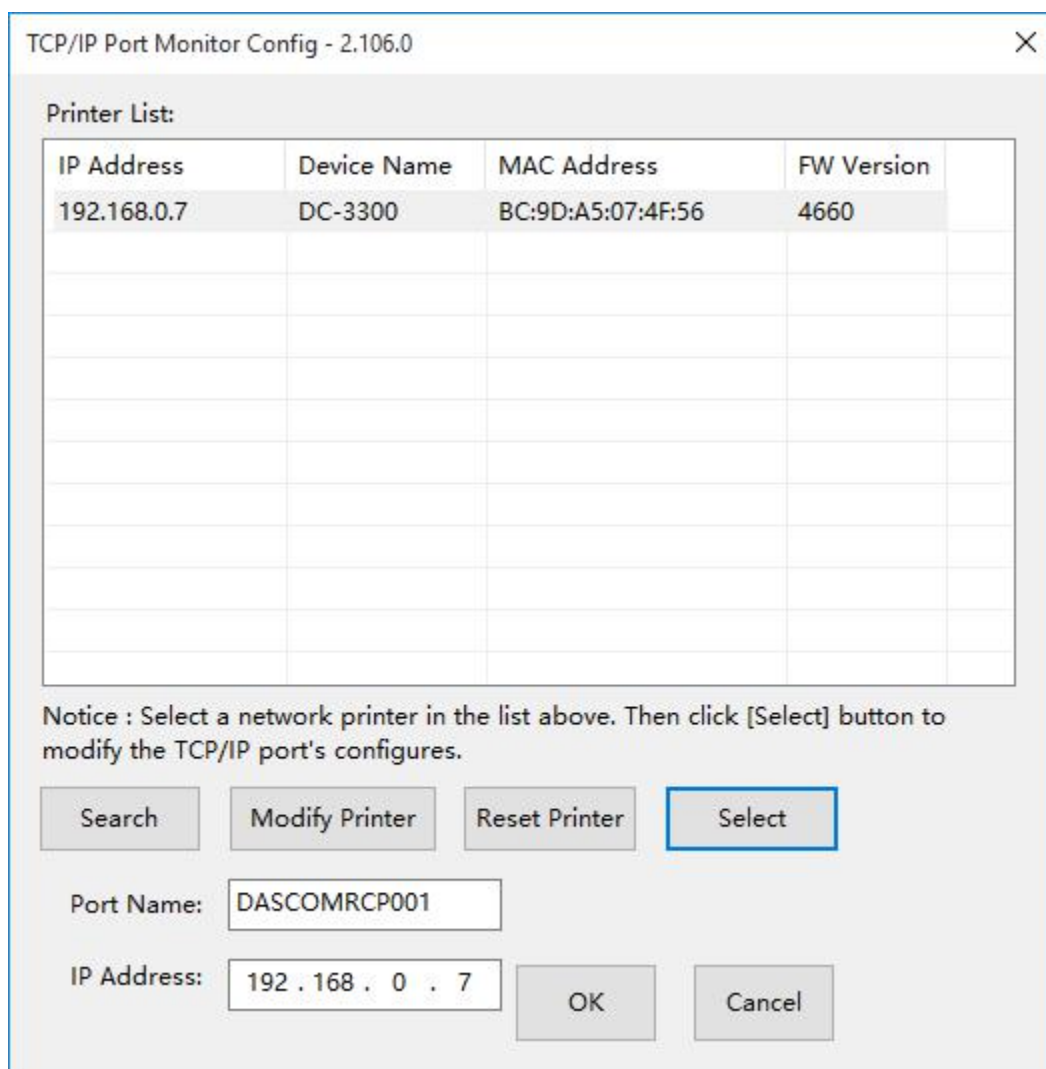 TCP/IP Port Monitor Config - 2.106.0
Printer List:
IP Address Device Name MAC Address FW Version
192.168.0.7 DC-3300 BC:9D:A5:07:4F:56 4660
Notice : Select a network printer in the list above. Then click [Select] button to
modify the TCP/IP port's configures.
Search Modify Printer Reset Printer Select
Port Name: DASCOMRCP001
IP Address: 192 . 168 . 0 . 7
OK Cancel